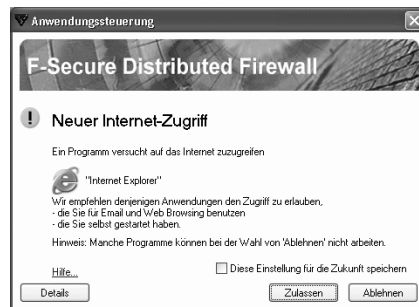 Anwendungssteuerung
F-Secure Distributed Firewall
Neuer Internet-Zugriff
Ein Programm versucht auf das Internet zuzugreifen
"Internet Explorer"
Wir empfehlen denjenigen Anwendungen den Zugriff zu erlauben,
- die Sie für Email und Web Browsing benutzen
- die Sie selbst gestartet haben.
Hinweis: Manche Programme können bei der Wahl von 'Ablehnen' nicht arbeiten.
Hilfe...
Diese Einstellung für die Zukunft speichern
Details
Zulassen
Ablehnen